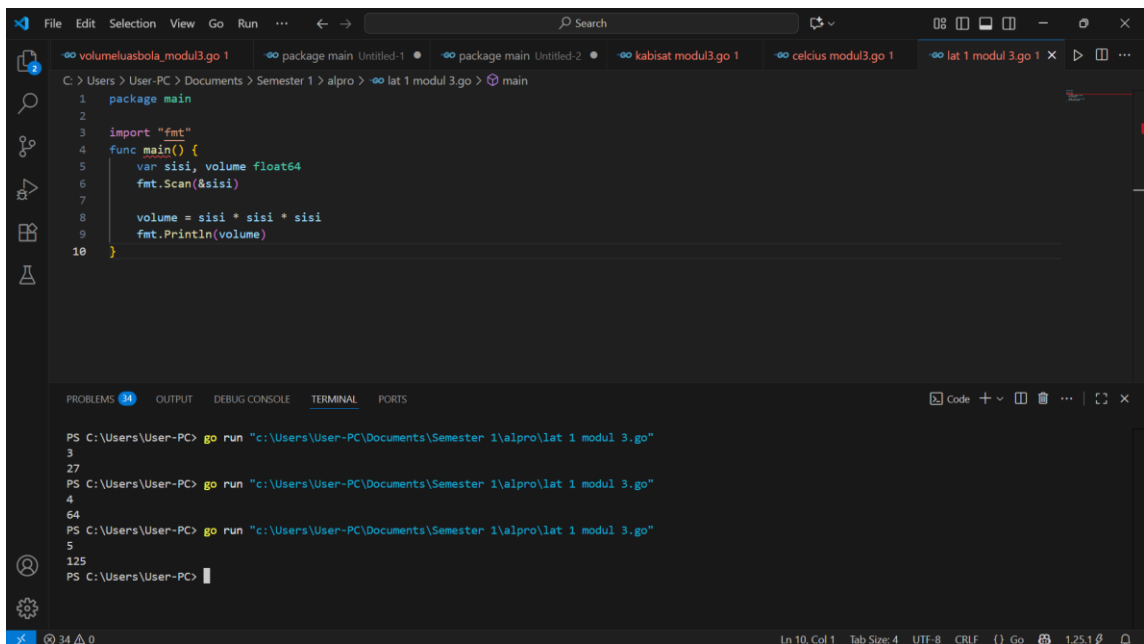 File Edit Selection View Go Run ··· Search
volumeluasbola_modul3.go 1 package main Untitled-1 package main Untitled-2 kabisat modul3.go 1 celcius modul3.go 1 lat 1 modul 3.go 1
C: > Users > User-PC > Documents > Semester 1 > alpro > lat 1 modul 3.go > main
1 package main
2
3 import "fmt"
4 func main() {
5 var sisi, volume float64
6 fmt.Scan(&sisi)
7
8 volume = sisi * sisi * sisi
9 fmt.Println(volume)
10 }
2
PROBLEMS 34 OUTPUT DEBUG CONSOLE TERMINAL PORTS Code
PS C:\Users\User-PC> go run "c:\Users\User-PC\Documents\Semester 1\alpro\lat 1 modul 3.go"
3
27
PS C:\Users\User-PC> go run "c:\Users\User-PC\Documents\Semester 1\alpro\lat 1 modul 3.go"
4
64
PS C:\Users\User-PC> go run "c:\Users\User-PC\Documents\Semester 1\alpro\lat 1 modul 3.go"
5
125
PS C:\Users\User-PC>
34 0 Ln 10, Col 1 Tab Size: 4 UTF-8 CRLF {} Go 1.25.1